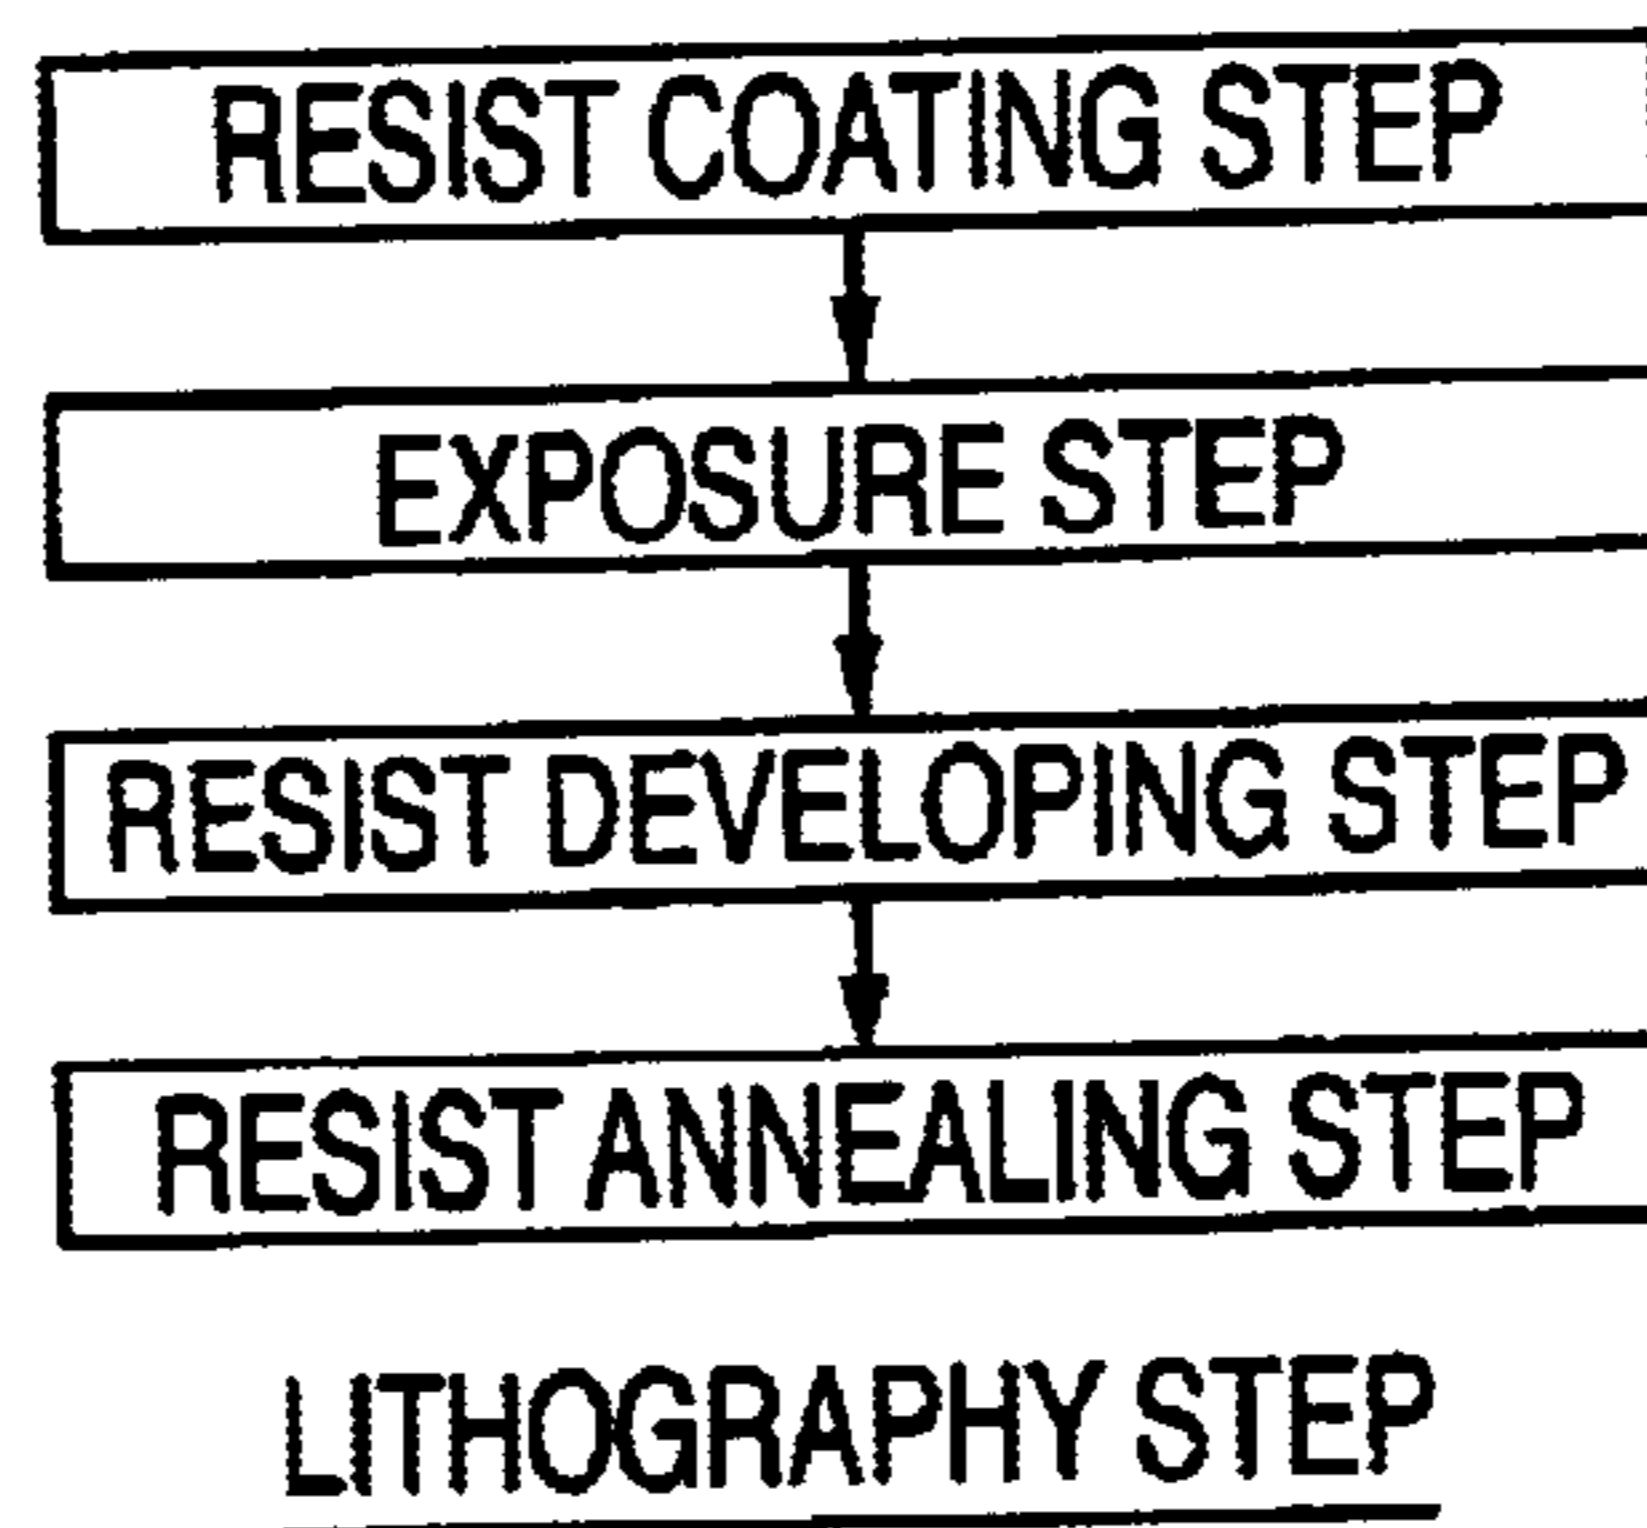 RESIST COATING STEP
EXPOSURE STEP
RESIST DEVELOPING STEP
RESIST ANNEALING STEP
LITHOGRAPHY STEP